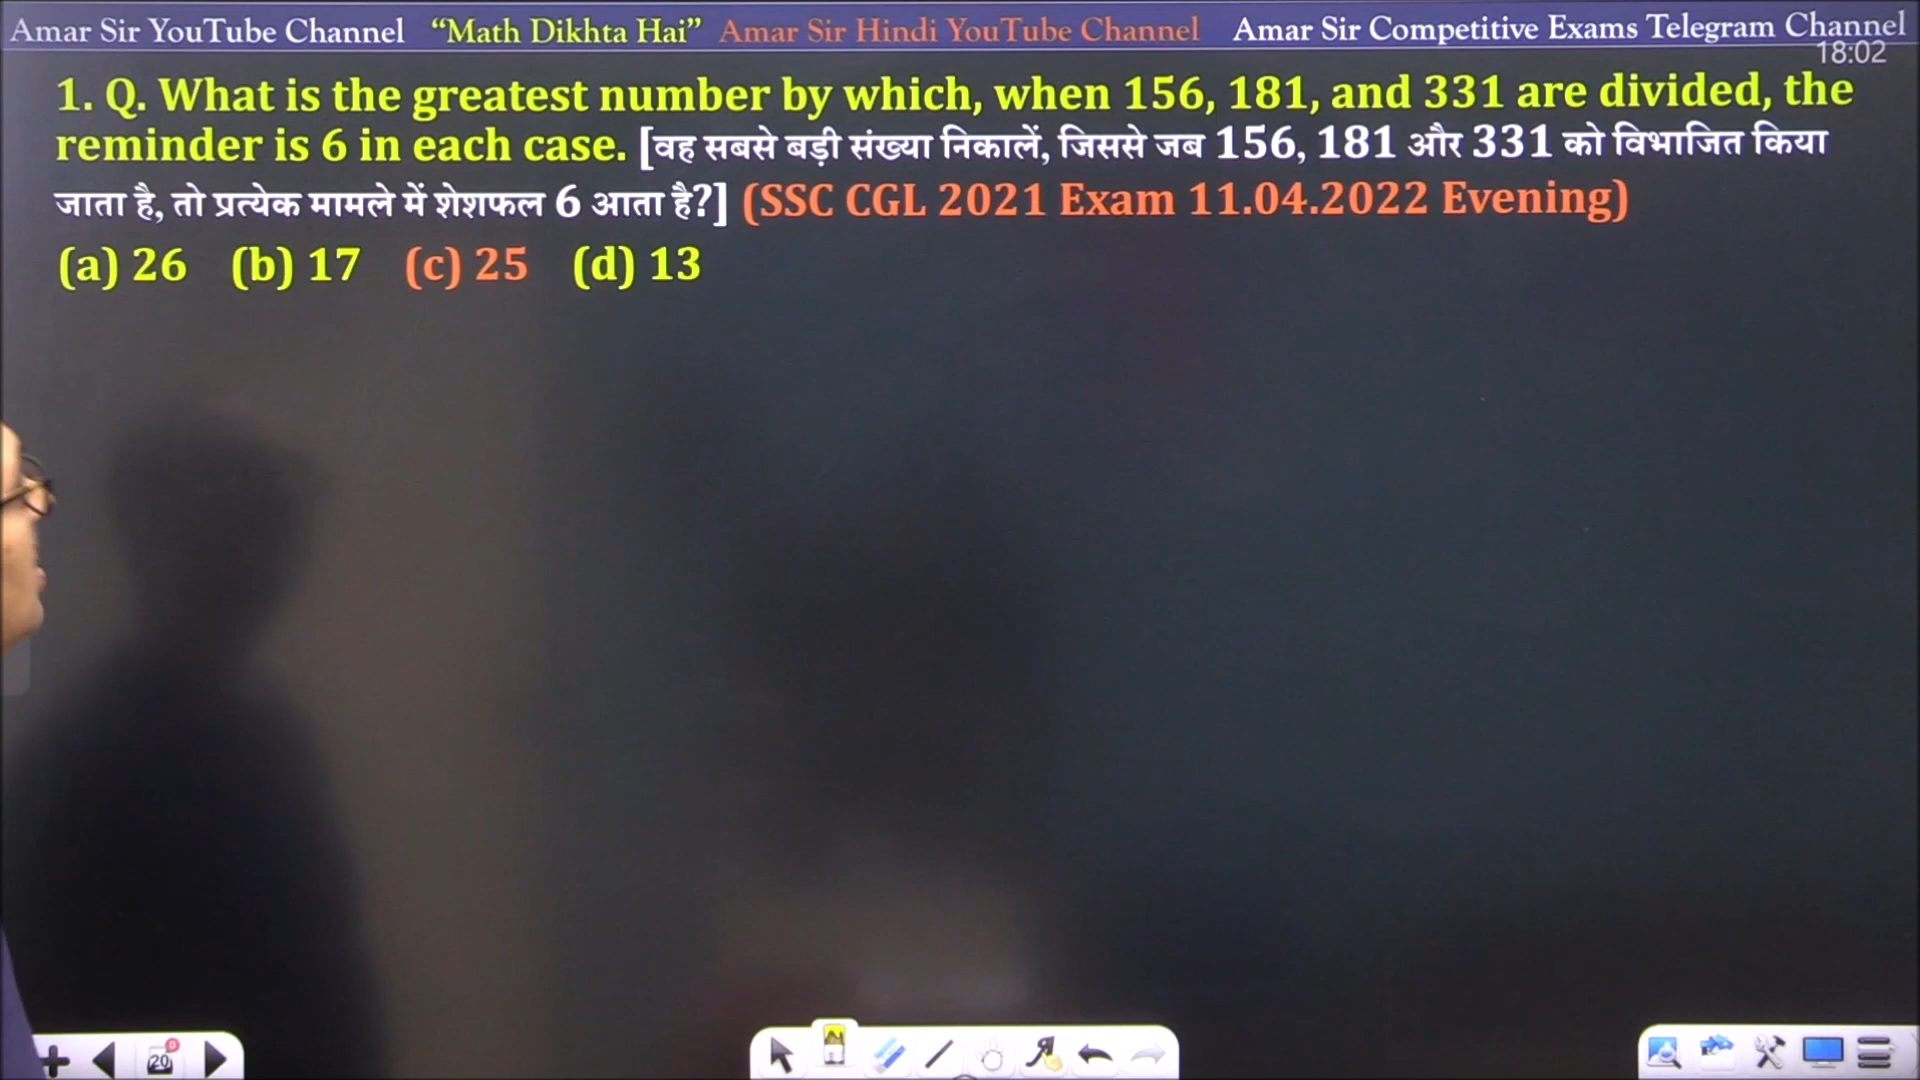 Amar Sir YouTube Channel “Math Dikhta Hai” Amar Sir Hindi YouTube Channel Amar Sir Competitive Exams Telegram Channel
18:02
1. Q. What is the greatest number by which, when 156, 181, and 331 are divided, the
reminder is 6 in each case. [वह सबसे बड़ी संख्या निकालें, जिससे जब 156, 181 और 331 को विभाजित किया
जाता है, तो प्रत्येक मामले में शेशफल 6 आता है?] (SSC CGL 2021 Exam 11.04.2022 Evening)
(a) 26 (b) 17 (c) 25 (d) 13
20
0